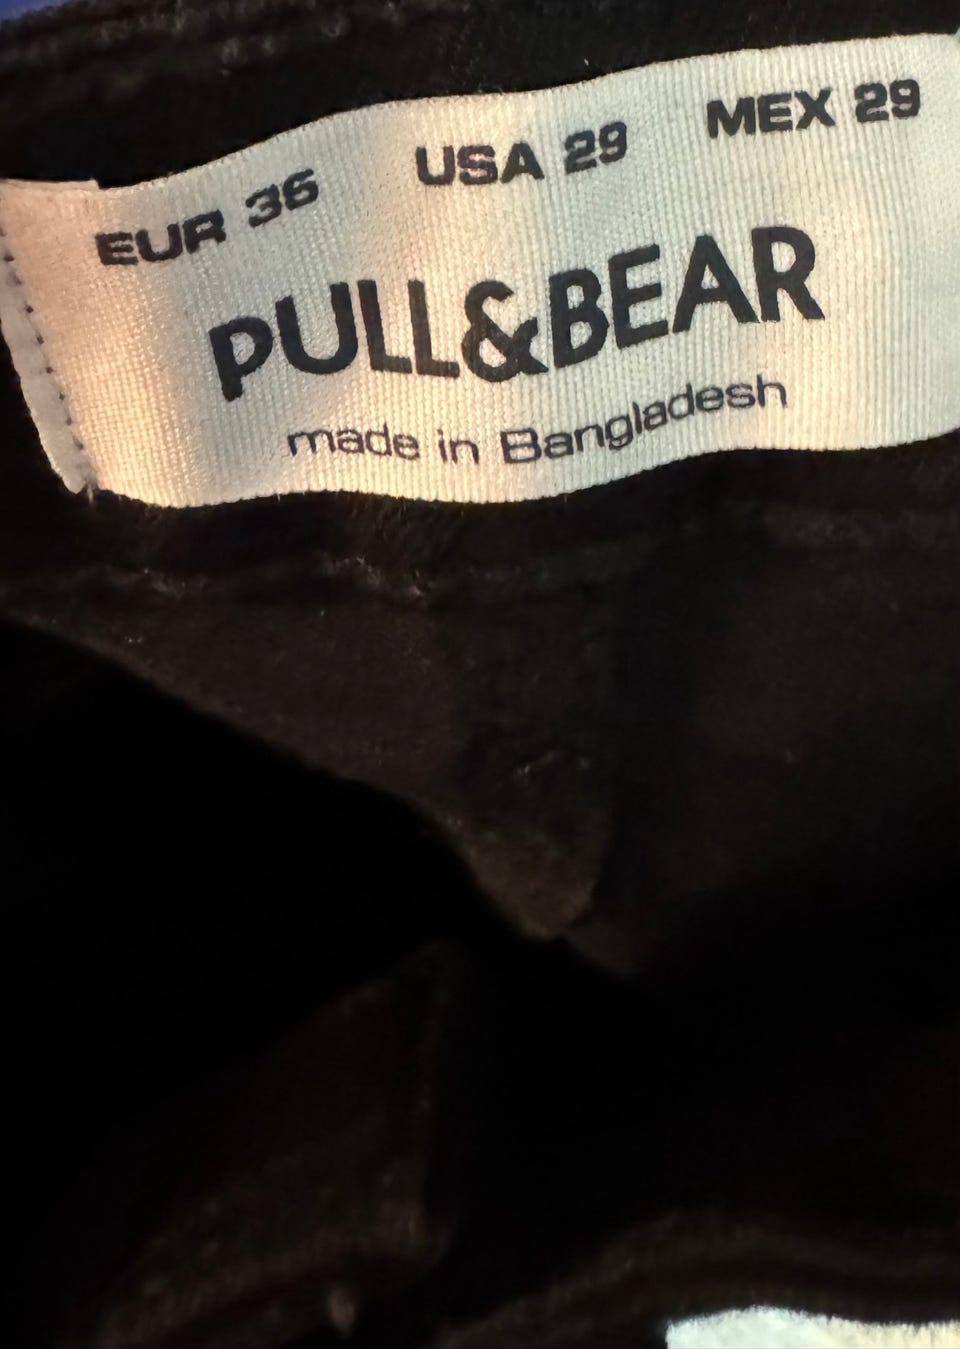 EUR 36 USA 29 MEX 29
PULL&BEAR
made in Bangladesh